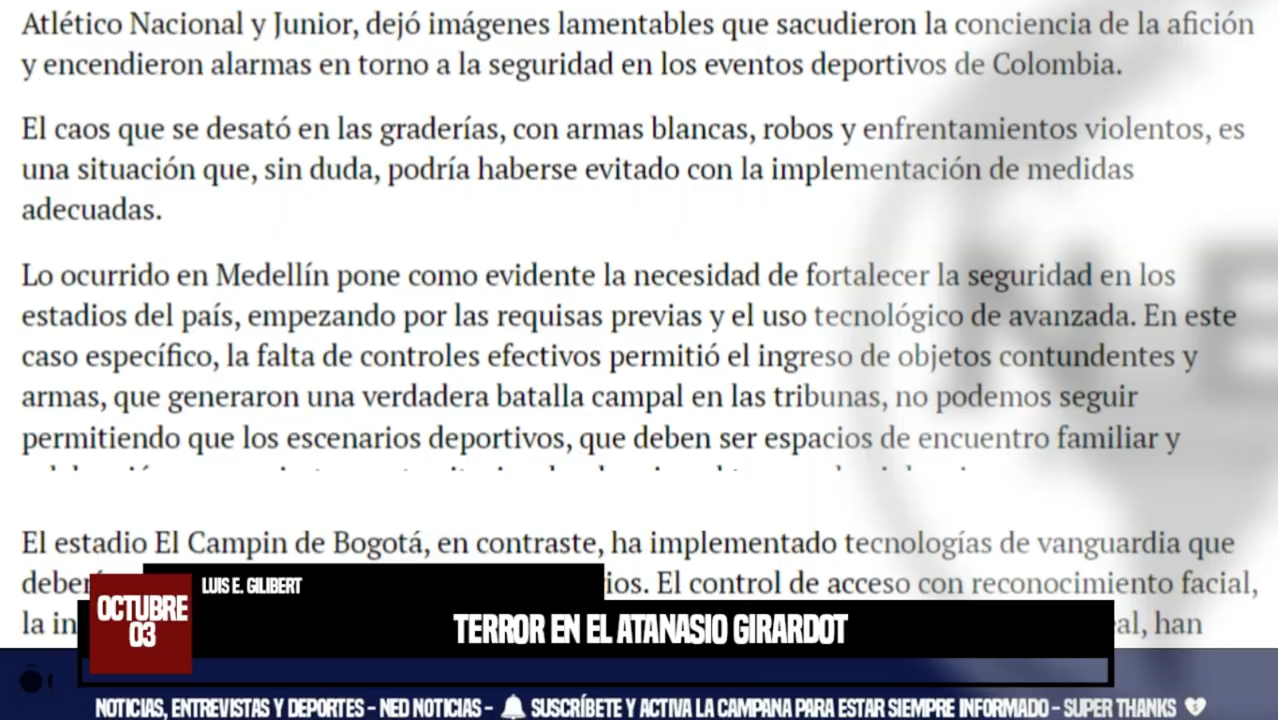 Atlético Nacional y Junior, dejó imágenes lamentables que sacudieron la conciencia de la afición
y encendieron alarmas en torno a la seguridad en los eventos deportivos de Colombia.
El caos que se desató en las graderías, con armas blancas, robos y enfrentamientos violentos, es
una situación que, sin duda, podría haberse evitado con la implementación de medidas
adecuadas.
Lo ocurrido en Medellín pone como evidente la necesidad de fortalecer la seguridad en los
estadios del país, empezando por las requisas previas y el uso tecnológico de avanzada. En este
caso específico, la falta de controles efectivos permitió el ingreso de objetos contundentes y
armas, que generaron una verdadera batalla campal en las tribunas, no podemos seguir
permitiendo que los escenarios deportivos, que deben ser espacios de encuentro familiar y
El estadio El Campin de Bogotá, en contraste, ha implementado tecnologías de vanguardia que
El control de acceso con reconocimiento facial,
la
han
OCTUBRE
03
LUIS E. GILIBERT
TERROR EN EL ATANASIO GIRARDOT
NOTICIAS, ENTREVISTAS Y DEPORTES - NED NOTICIAS - SUSCRÍBETE Y ACTIVA LA CAMPANA PARA ESTAR SIEMPRE INFORMADO - SUPER THANKS